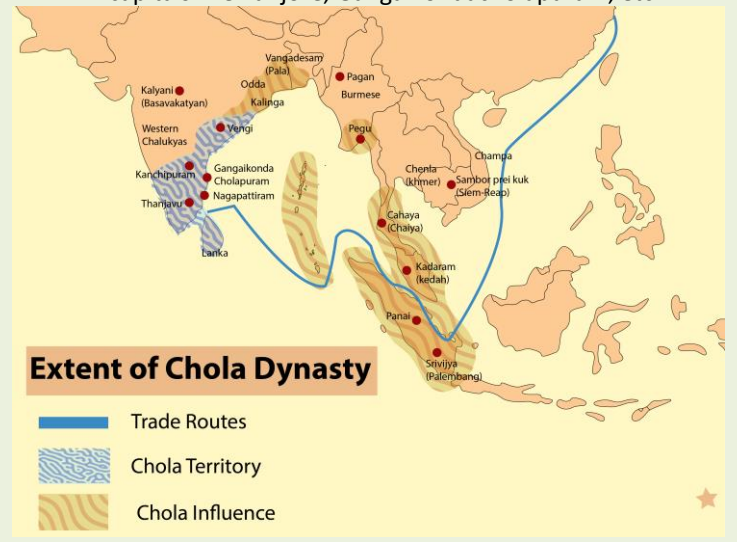 Vangadesam
(Pala)
Pagan
Odda
Kalyani
(Basavakatyan)
Burmese
Kalinga
Western
Chalukyas
Vengi
Pegu
Champa
Kanchipuram
Gangaikonda
Cholapuram
Chenla
(khmer)
Sambor prei kuk
(Siem-Reap)
Nagapattiram
Thanjavu
Cahaya
(Chaiya)
Lanka
Kadaram
(kedah)
Panai
Srivijya
(Palembang)
Extent of Chola Dynasty
Trade Routes
Chola Territory
Chola Influence